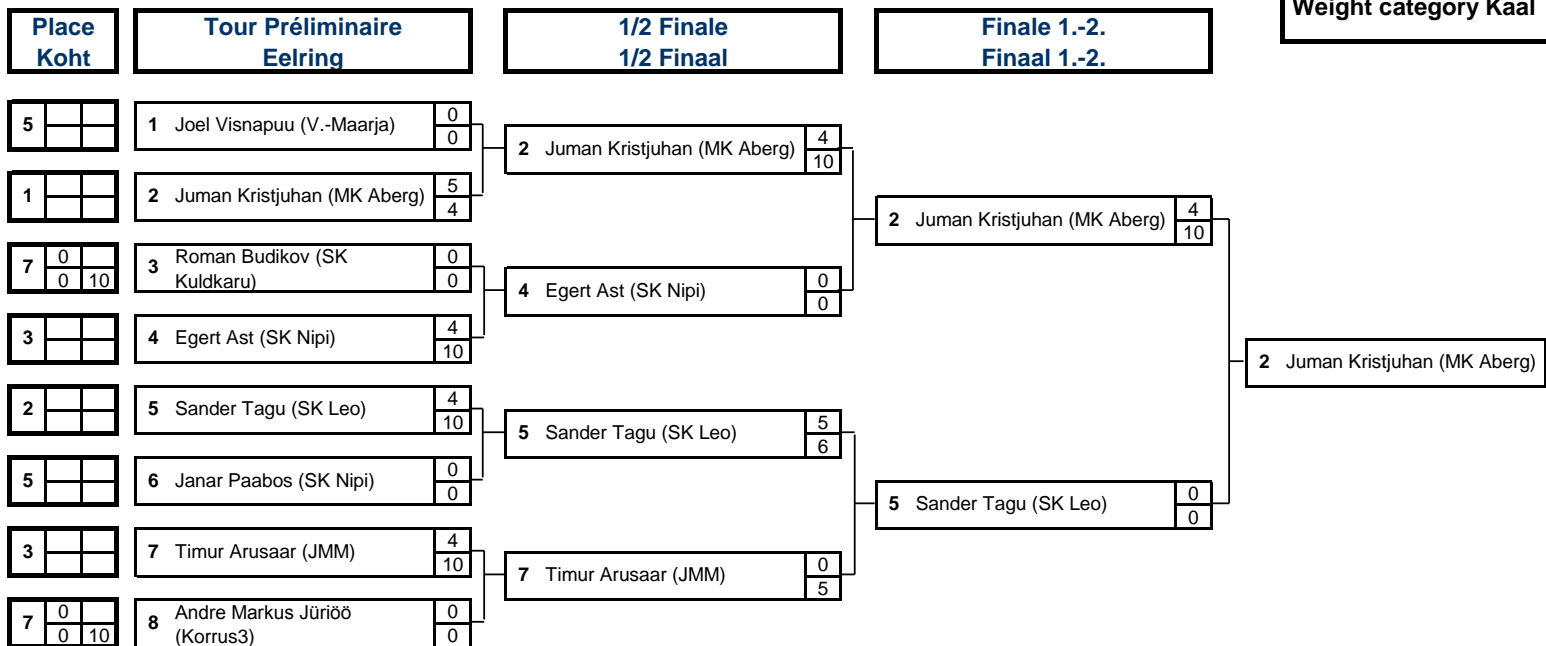 Weight category Kaal
Place
Koht
Tour Préliminaire
Eelring
1/2 Finale
1/2 Finaal
Finale 1.-2.
Finaal 1.-2.
5
1 Joel Visnapuu (V.-Maarja) 0
0
2 Juman Kristjuhan (MK Aberg) 4
10
1
2 Juman Kristjuhan (MK Aberg) 5
4
2 Juman Kristjuhan (MK Aberg) 4
10
7 0
0 10
3 Roman Budikov (SK
Kuldkaru) 0
0
4 Egert Ast (SK Nipi) 0
0
3
4 Egert Ast (SK Nipi) 4
10
2 Juman Kristjuhan (MK Aberg)
2
5 Sander Tagu (SK Leo) 4
10
5 Sander Tagu (SK Leo) 5
6
5
6 Janar Paabos (SK Nipi) 0
0
5 Sander Tagu (SK Leo) 0
0
3
7 Timur Arusaar (JMM) 4
10
7 Timur Arusaar (JMM) 0
5
7 0
0 10
8 Andre Markus Jüriöö
(Korrus3) 0
0